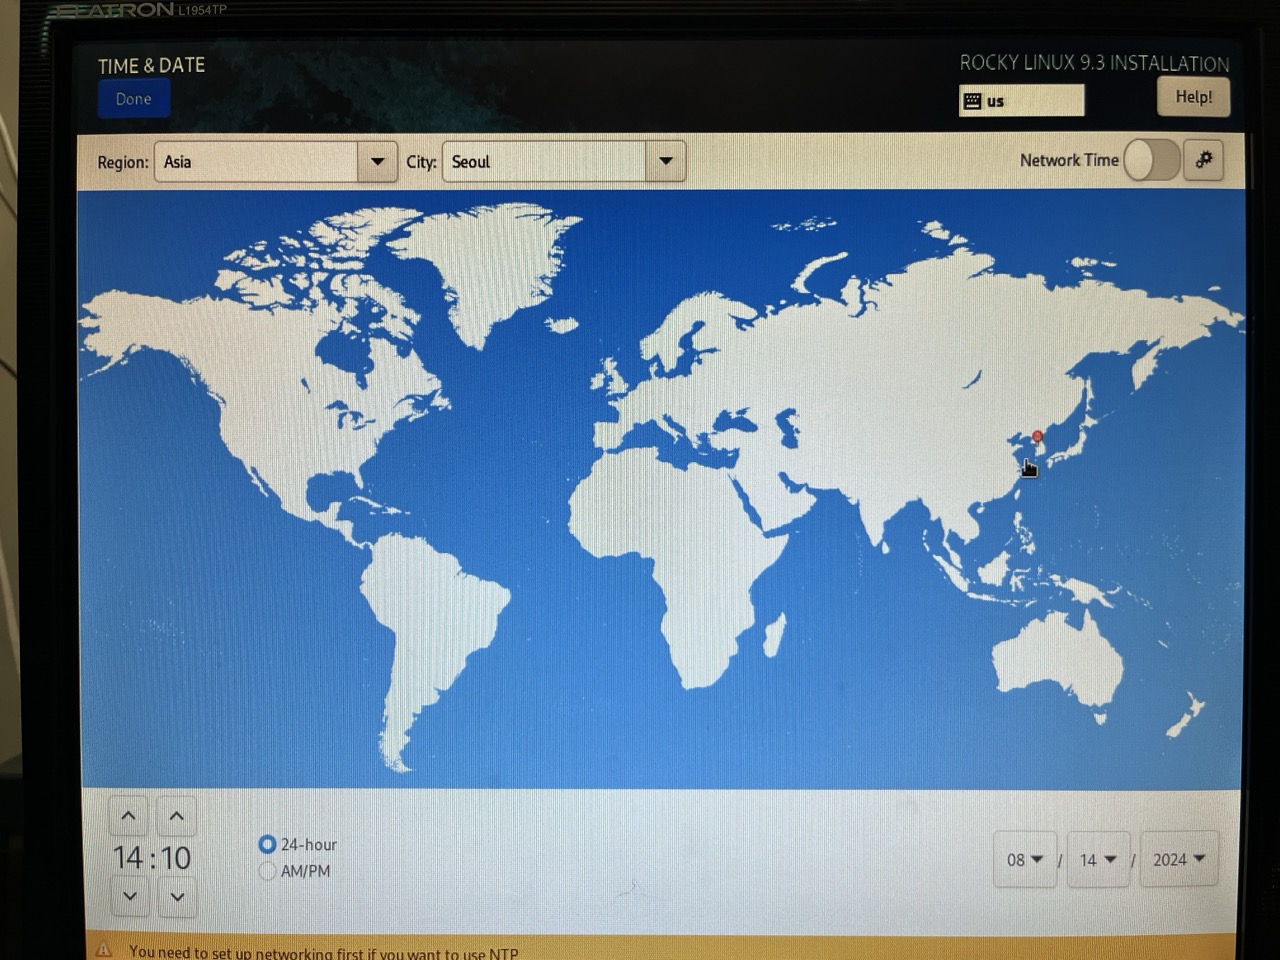 FLATRON L1954TP
TIME & DATE
ROCKY LINUX 9.3 INSTALLATION
Done
us
Help!
Region: Asia City: Seoul Network Time
14:10
24-hour
AM/PM
08 / 14 / 2024
You need to set up networking first if you want to use NTP